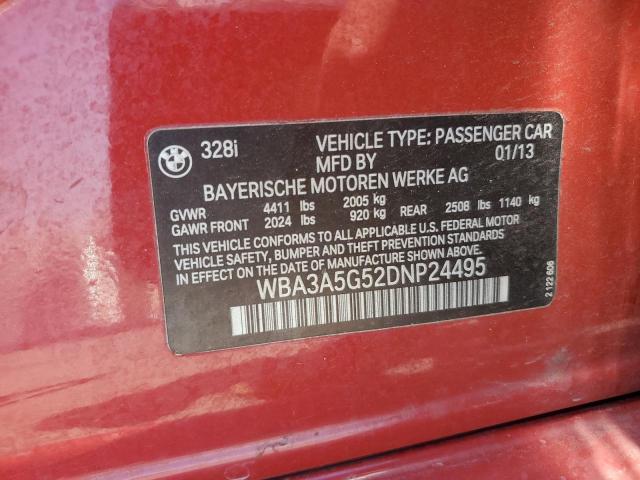 BMW 328i VEHICLE TYPE: PASSENGER CAR
MFD BY 01/13
BAYERISCHE MOTOREN WERKE AG
GVWR 4411 lbs 2005 kg
GAWR FRONT 2024 lbs 920 kg REAR 2508 lbs 1140 kg
THIS VEHICLE CONFORMS TO ALL APPLICABLE U.S. FEDERAL MOTOR
VEHICLE SAFETY, BUMPER, AND THEFT PREVENTION STANDARDS
IN EFFECT ON THE DATE OF MANUFACTURE SHOWN ABOVE.
WBA3A5G52DNP24495
2 122 606